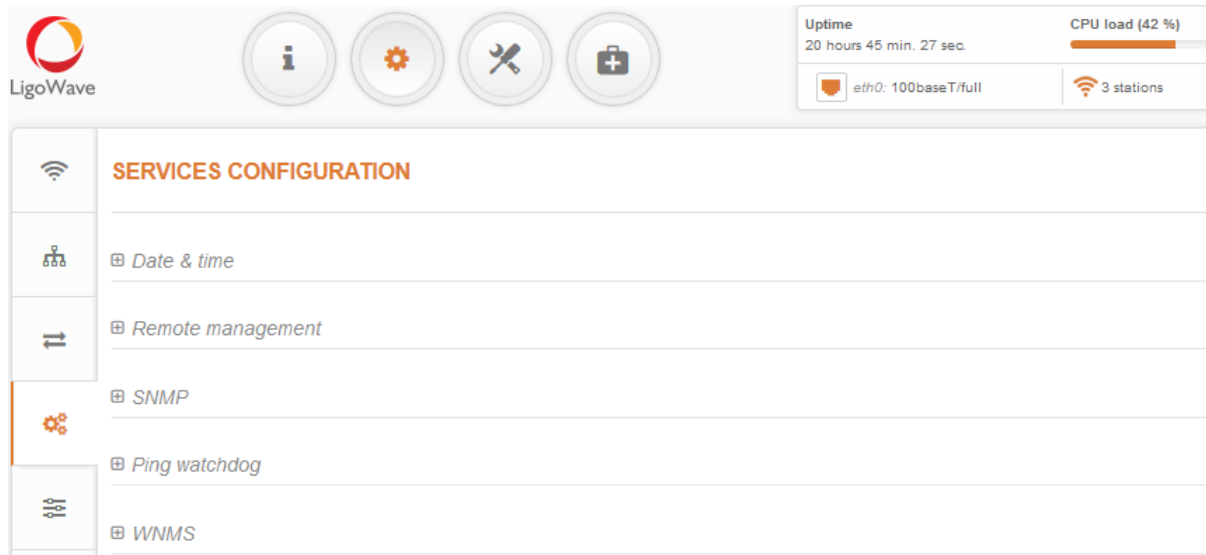 LigoWave
Uptime
20 hours 45 min. 27 sec.
CPU load (42 %)
eth0: 100baseT/full
3 stations
SERVICES CONFIGURATION
Date & time
Remote management
SNMP
Ping watchdog
WNMS